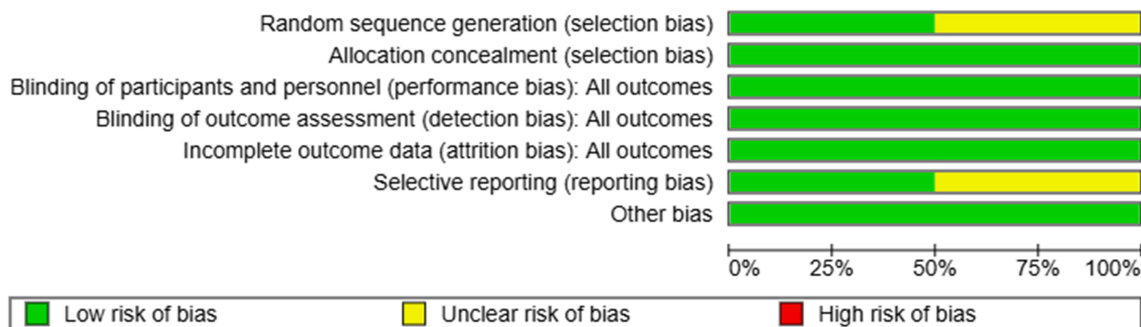 Random sequence generation (selection bias)
Allocation concealment (selection bias)
Blinding of participants and personnel (performance bias): All outcomes
Blinding of outcome assessment (detection bias): All outcomes
Incomplete outcome data (attrition bias): All outcomes
Selective reporting (reporting bias)
Other bias
0% 25% 50% 75% 100%
Low risk of bias Unclear risk of bias High risk of bias